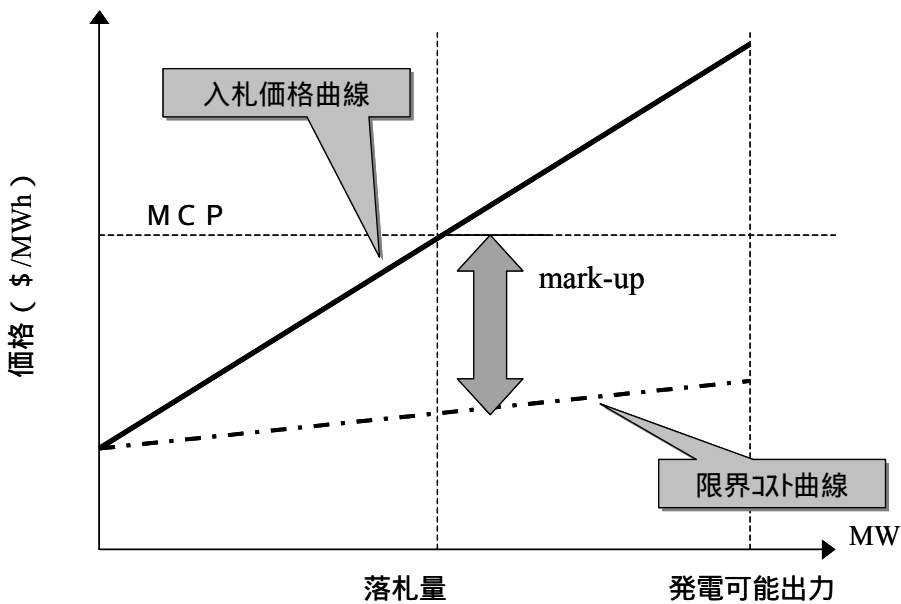 入札価格曲線
MCP
mark-up
価格($/MWh)
限界コスト曲線
MW
落札量
発電可能出力